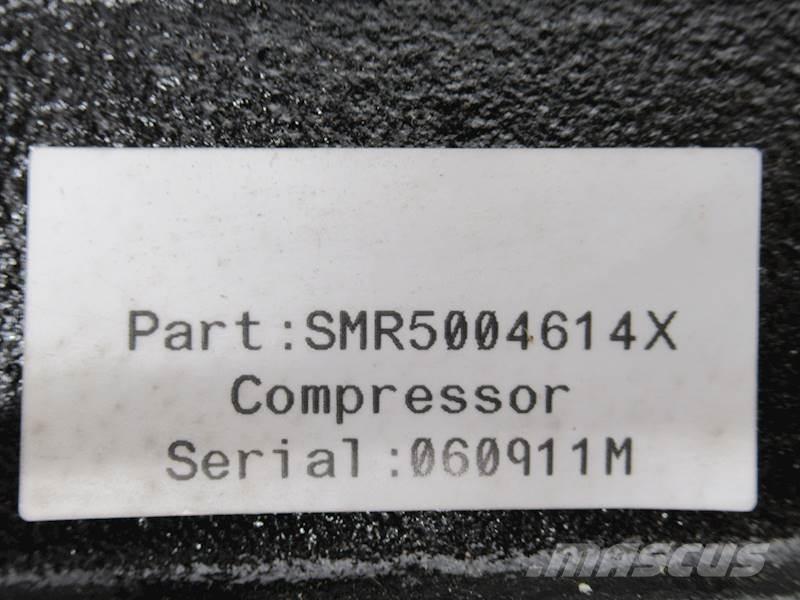 Part:SMR5004614X
Compressor
Serial:060911M
MASCUS